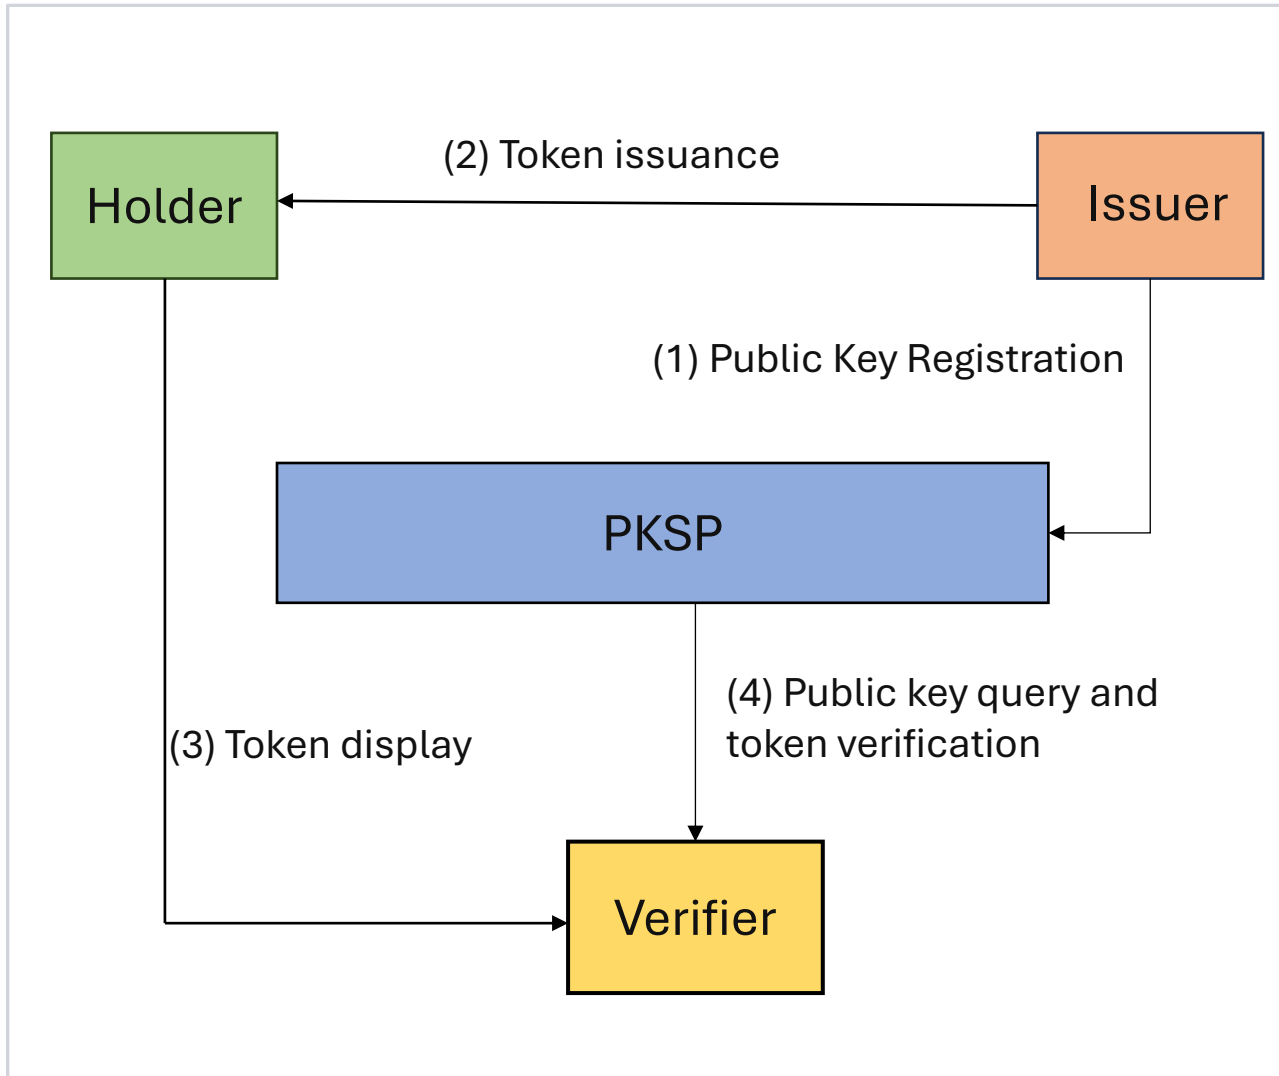 (2) Token issuance
Holder
Issuer
(1) Public Key Registration
PKSP
(4) Public key query and
token verification
(3) Token display
Verifier